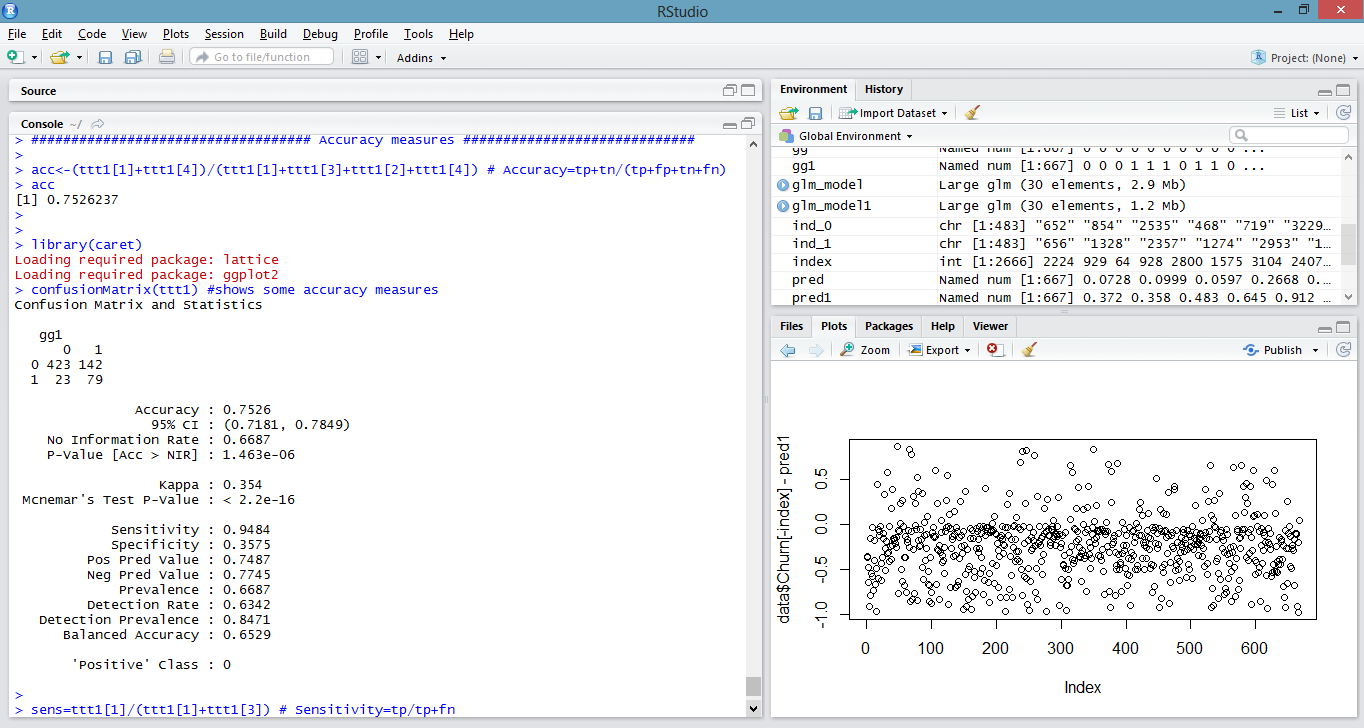 RStudio
File Edit Code View Plots Session Build Debug Profile Tools Help
Go to file/function Addins Project: (None)
Source
Console ~/
> ################################### Accuracy measures #############################
>
> acc<-(ttt1[1]+ttt1[4])/(ttt1[1]+ttt1[3]+ttt1[2]+ttt1[4]) # Accuracy=tp+tn/(tp+fp+tn+fn)
> acc
[1] 0.7526237
>
>
> library(caret)
Loading required package: lattice
Loading required package: ggplot2
> confusionMatrix(ttt1) #shows some accuracy measures
Confusion Matrix and Statistics
gg1
0 1
0 423 142
1 23 79
Accuracy : 0.7526
95% CI : (0.7181, 0.7849)
No Information Rate : 0.6687
P-Value [Acc > NIR] : 1.463e-06
Kappa : 0.354
Mcnemar's Test P-Value : < 2.2e-16
Sensitivity : 0.9484
Specificity : 0.3575
Pos Pred Value : 0.7487
Neg Pred Value : 0.7745
Prevalence : 0.6687
Detection Rate : 0.6342
Detection Prevalence : 0.8471
Balanced Accuracy : 0.6529
'Positive' Class : 0
>
> sens=ttt1[1]/(ttt1[1]+ttt1[3]) # Sensitivity=tp/tp+fn
Environment History
Import Dataset List
Global Environment
gg Named num [1:667] 0 0 0 0 0 0 0 0 0 0 ...
gg1 Named num [1:667] 0 0 0 1 1 1 0 1 1 0 ...
glm_model Large glm (30 elements, 2.9 Mb)
glm_model1 Large glm (30 elements, 1.2 Mb)
ind_0 chr [1:483] "652" "854" "2535" "468" "719" "3229...
ind_1 chr [1:483] "656" "1328" "2357" "1274" "2953" "1...
index int [1:2666] 2224 929 64 928 2800 1575 3104 2407...
pred Named num [1:667] 0.0728 0.0999 0.0597 0.2668 0....
pred1 Named num [1:667] 0.372 0.358 0.483 0.645 0.912 ...
Files Plots Packages Help Viewer
Zoom Export Publish
data$Churn[-index] - pred1
0.5
0.0
-0.5
-1.0
0 100 200 300 400 500 600
Index